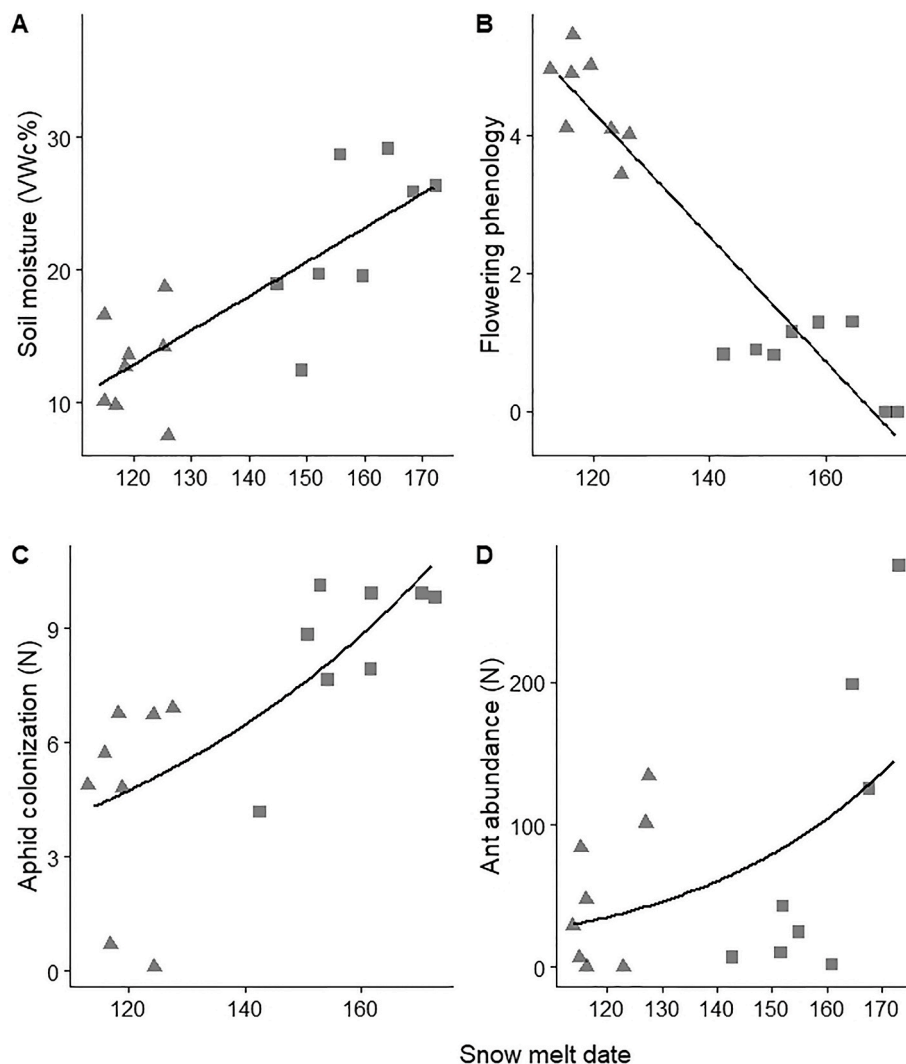 A
Soil moisture (VWc%)
30
20
10
120 130 140 150 160 170
B
Flowering phenology
4
2
0
120 140 160
C
Aphid colonization (N)
9
6
3
0
120 140 160
D
Ant abundance (N)
200
100
0
120 130 140 150 160 170
Snow melt date